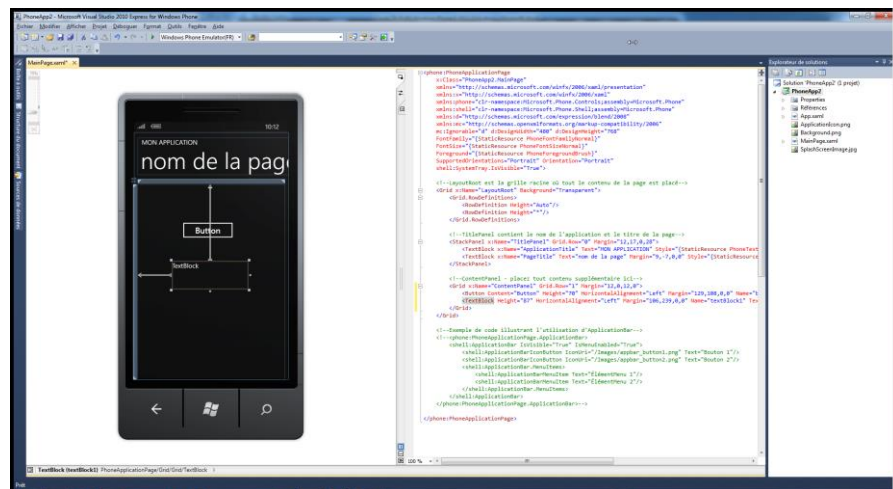 PhoneApp2 - Microsoft Visual Studio 2010 Express for Windows Phone
Fichier Modifier Afficher Projet Déboguer Format Outils Fenêtre Aide
Windows Phone Emulator(FR)
MainPage.xaml*
Boîte à outils
Structure du document
Sources de données
10:12
MON APPLICATION
nom de la pag
Button
TextBlock
<phone:PhoneApplicationPage
x:Class="PhoneApp2.MainPage"
xmlns="http://schemas.microsoft.com/winfx/2006/xaml/presentation"
xmlns:x="http://schemas.microsoft.com/winfx/2006/xaml"
xmlns:phone="clr-namespace:Microsoft.Phone.Controls;assembly=Microsoft.Phone"
xmlns:shell="clr-namespace:Microsoft.Phone.Shell;assembly=Microsoft.Phone"
xmlns:d="http://schemas.microsoft.com/expression/blend/2008"
xmlns:mc="http://schemas.openxmlformats.org/markup-compatibility/2006"
mc:Ignorable="d" d:DesignWidth="480" d:DesignHeight="768"
FontFamily="{StaticResource PhoneFontFamilyNormal}"
FontSize="{StaticResource PhoneFontSizeNormal}"
Foreground="{StaticResource PhoneForegroundBrush}"
SupportedOrientations="Portrait" Orientation="Portrait"
shell:SystemTray.IsVisible="True">
<!--LayoutRoot est la grille racine où tout le contenu de la page est placé-->
<Grid x:Name="LayoutRoot" Background="Transparent">
<Grid.RowDefinitions>
<RowDefinition Height="Auto"/>
<RowDefinition Height="*"/>
</Grid.RowDefinitions>
<!--TitlePanel contient le nom de l'application et le titre de la page-->
<StackPanel x:Name="TitlePanel" Grid.Row="0" Margin="12,17,0,28">
<TextBlock x:Name="ApplicationTitle" Text="MON APPLICATION" Style="{StaticResource PhoneText
<TextBlock x:Name="PageTitle" Text="nom de la page" Margin="9,-7,0,0" Style="{StaticResource
</StackPanel>
<!--ContentPanel - placez tout contenu supplémentaire ici-->
<Grid x:Name="ContentPanel" Grid.Row="1" Margin="12,0,12,0">
<Button Content="Button" Height="70" HorizontalAlignment="Left" Margin="129,108,0,0" Name="
<TextBlock Height="87" HorizontalAlignment="Left" Margin="106,239,0,0" Name="textBlock1" Tex
</Grid>
</Grid>
<!--Exemple de code illustrant l'utilisation d'ApplicationBar-->
<!--<phone:PhoneApplicationPage.ApplicationBar>
<shell:ApplicationBar IsVisible="True" IsMenuEnabled="True">
<shell:ApplicationBarIconButton IconUri="/Images/appbar_button1.png" Text="Bouton 1"/>
<shell:ApplicationBarIconButton IconUri="/Images/appbar_button2.png" Text="Bouton 2"/>
<shell:ApplicationBar.MenuItems>
<shell:ApplicationBarMenuItem Text="ÉlémentMenu 1"/>
<shell:ApplicationBarMenuItem Text="ÉlémentMenu 2"/>
</shell:ApplicationBar.MenuItems>
</shell:ApplicationBar>
</phone:PhoneApplicationPage.ApplicationBar>-->
</phone:PhoneApplicationPage>
100 %
Explorateur de solutions
Solution 'PhoneApp2' (1 projet)
PhoneApp2
Properties
Références
App.xaml
ApplicationIcon.png
Background.png
MainPage.xaml
SplashScreenImage.jpg
TextBlock (textBlock1) PhoneApplicationPage/Grid/Grid/TextBlock
Prêt